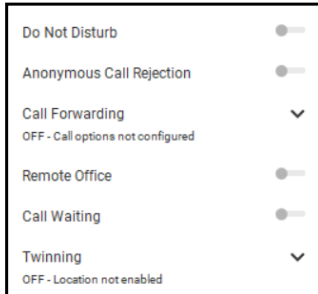 Do Not Disturb
Anonymous Call Rejection
Call Forwarding
OFF - Call options not configured
Remote Office
Call Waiting
Twinning
OFF - Location not enabled